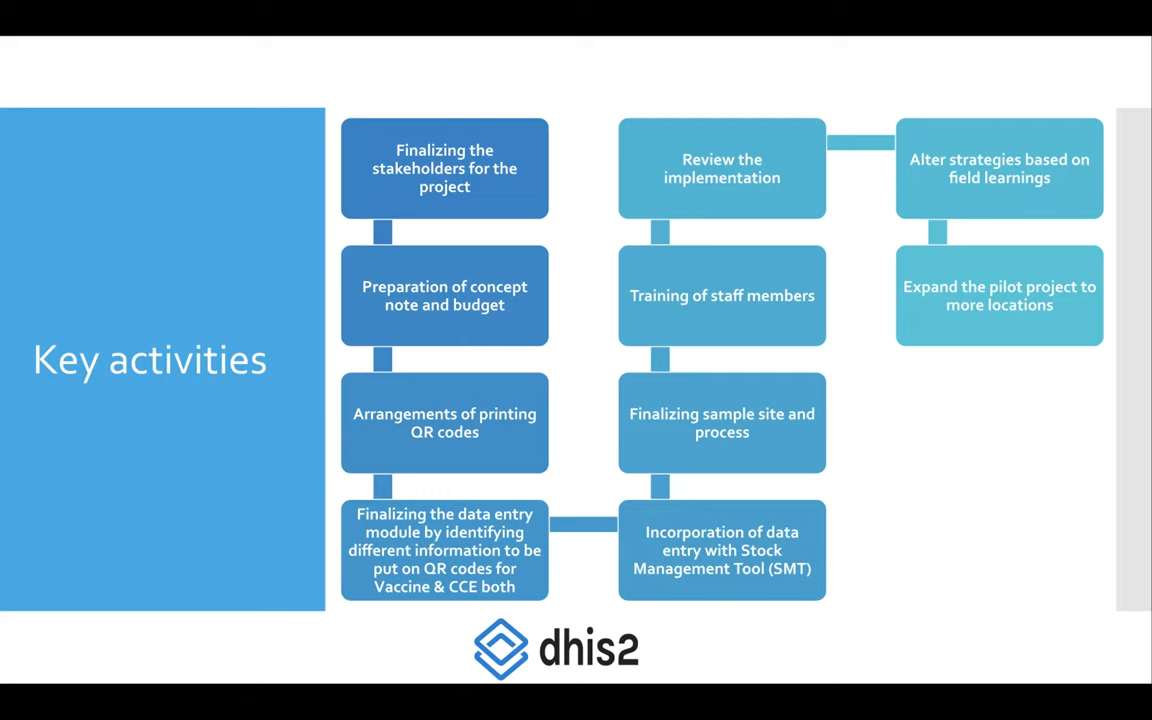 Key activities
Finalizing the
stakeholders for the
project
Preparation of concept
note and budget
Arrangements of printing
QR codes
Finalizing the data entry
module by identifying
different information to be
put on QR codes for
Vaccine & CCE both
Incorporation of data
entry with Stock
Management Tool (SMT)
Finalizing sample site and
process
Training of staff members
Review the
implementation
Alter strategies based on
field learnings
Expand the pilot project to
more locations
dhis2